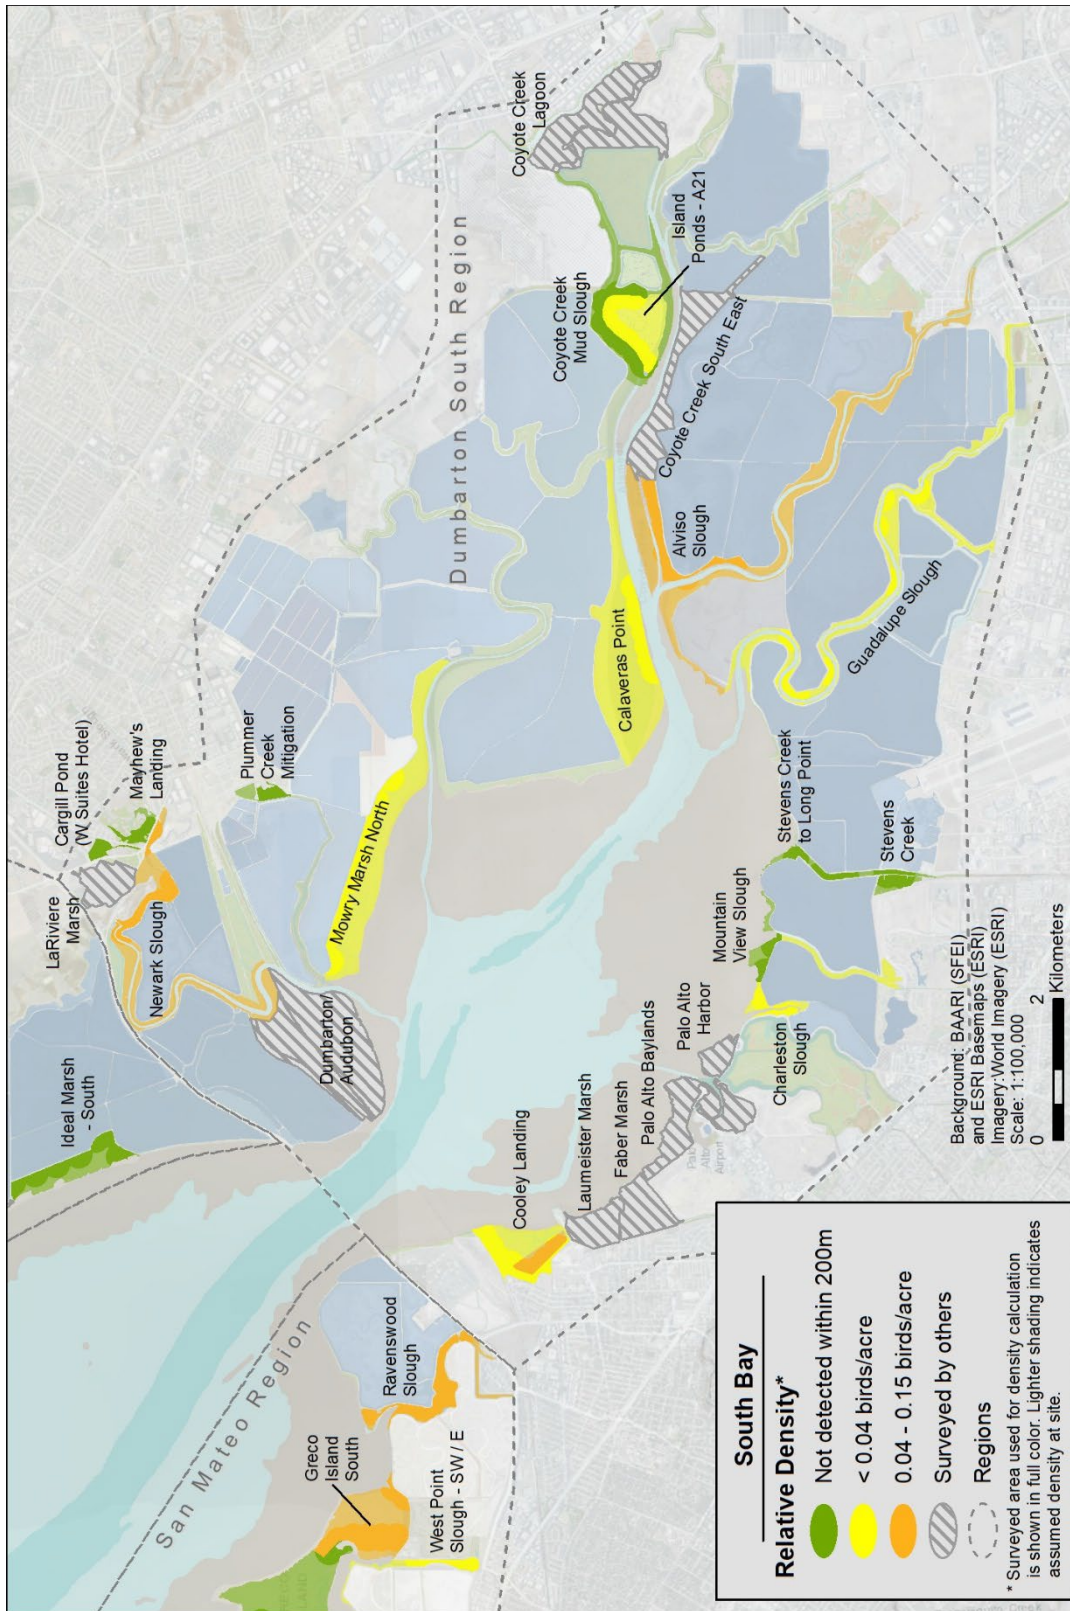 Coyote Creek
Lagoon
Island
Ponds - A21
Dumbarton South Region
Coyote Creek
Mud Slough
Coyote Creek South East
Alviso
Slough
Calaveras Point
Guadalupe Slough
Cargill Pond
(W Suites Hotel)
Mayhew's
Landing
Plummer
Creek
Mitigation
LaRiviere
Marsh
Newark Slough
Mowry Marsh North
Stevens Creek
to Long Point
Stevens
Creek
Mountain
View Slough
Dumbarton/
Audubon
Ideal Marsh
- South
Palo Alto
Harbor
Charleston
Slough
Palo Alto Baylands
Faber Marsh
Laumeister Marsh
Cooley Landing
Palo
Alto
Airport
San Mateo Region
Ravenswood
Slough
Greco
Island
South
West Point
Slough - SW / E
Background: BAARI (SFEI)
and ESRI Basemaps (ESRI)
Imagery:World Imagery (ESRI)
Scale: 1:100,000
0 2
Kilometers
South Bay
Relative Density*
Not detected within 200m
< 0.04 birds/acre
0.04 - 0.15 birds/acre
Surveyed by others
Regions
* Surveyed area used for density calculation
is shown in full color. Lighter shading indicates
assumed density at site.